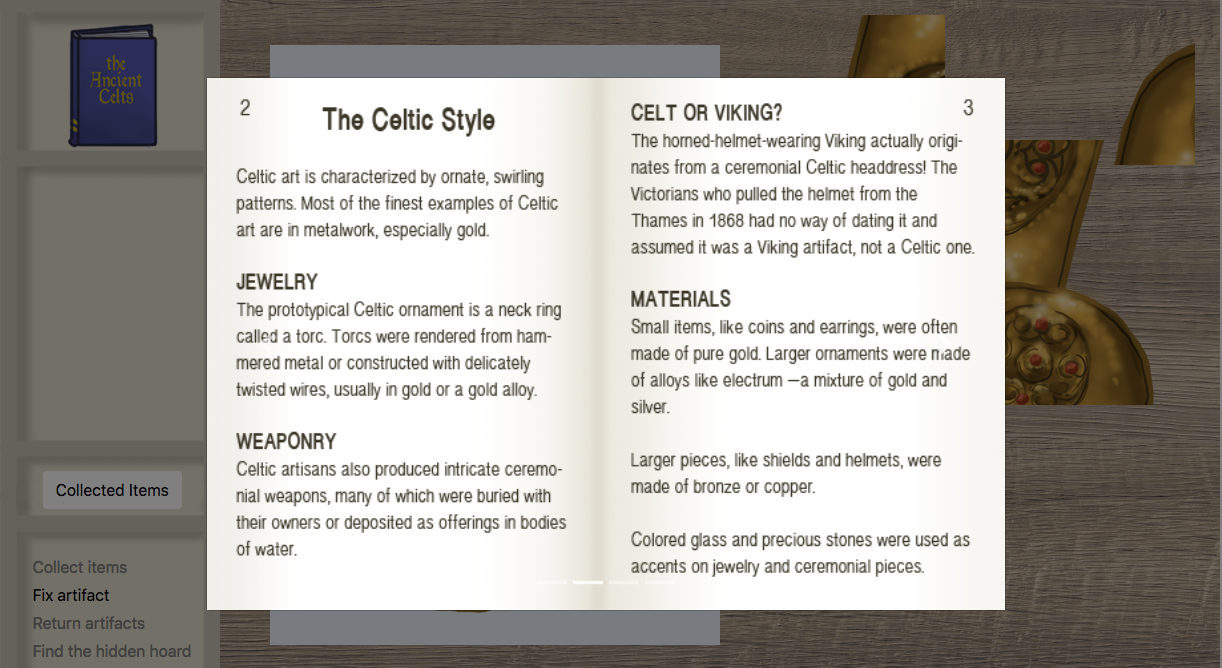 the
Ancient
Celts
Collected Items
Collect items
Fix artifact
Return artifacts
Find the hidden hoard
2
The Celtic Style
Celtic art is characterized by ornate, swirling
patterns. Most of the finest examples of Celtic
art are in metalwork, especially gold.
JEWELRY
The prototypical Celtic ornament is a neck ring
called a torc. Torcs were rendered from ham-
mered metal or constructed with delicately
twisted wires, usually in gold or a gold alloy.
WEAPONRY
Celtic artisans also produced intricate ceremo-
nial weapons, many of which were buried with
their owners or deposited as offerings in bodies
of water.
3
CELT OR VIKING?
The horned-helmet-wearing Viking actually origi-
nates from a ceremonial Celtic headdress! The
Victorians who pulled the helmet from the
Thames in 1868 had no way of dating it and
assumed it was a Viking artifact, not a Celtic one.
MATERIALS
Small items, like coins and earrings, were often
made of pure gold. Larger ornaments were made
of alloys like electrum —a mixture of gold and
silver.
Larger pieces, like shields and helmets, were
made of bronze or copper.
Colored glass and precious stones were used as
accents on jewelry and ceremonial pieces.